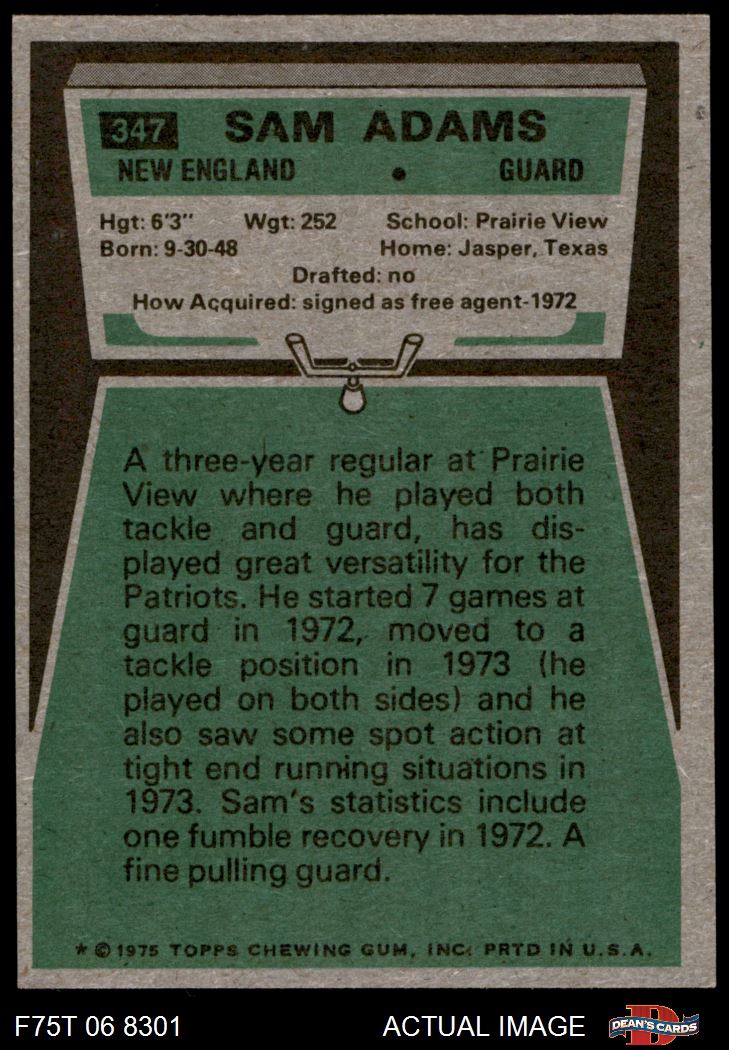 347 SAM ADAMS
NEW ENGLAND • GUARD
Hgt: 6'3" Wgt: 252 School: Prairie View
Born: 9-30-48 Home: Jasper, Texas
Drafted: no
How Acquired: signed as free agent-1972
A three-year regular at Prairie
View where he played both
tackle and guard, has dis-
played great versatility for the
Patriots. He started 7 games at
guard in 1972, moved to a
tackle position in 1973 (he
played on both sides) and he
also saw some spot action at
tight end running situations in
1973. Sam's statistics include
one fumble recovery in 1972. A
fine pulling guard.
* © 1975 TOPPS CHEWING GUM, INC. PRTD IN U.S.A.
F75T 06 8301 ACTUAL IMAGE D DEAN'S CARDS